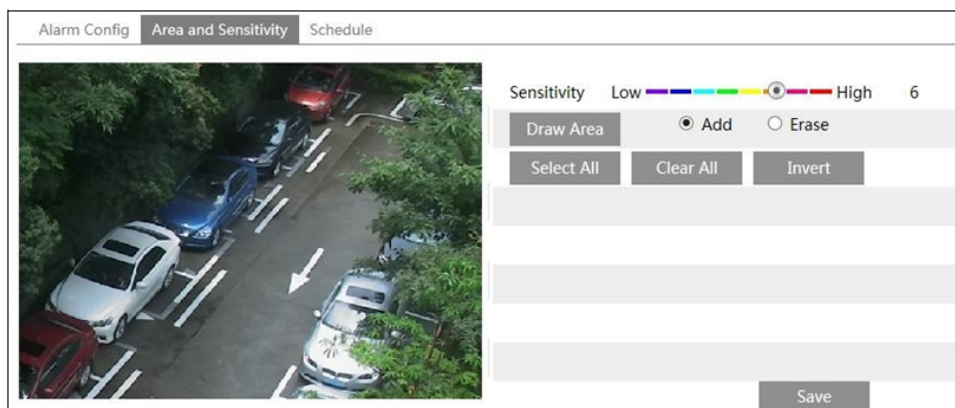 Alarm Config Area and Sensitivity Schedule
Sensitivity Low High 6
Draw Area Add Erase
Select All Clear All Invert
Save